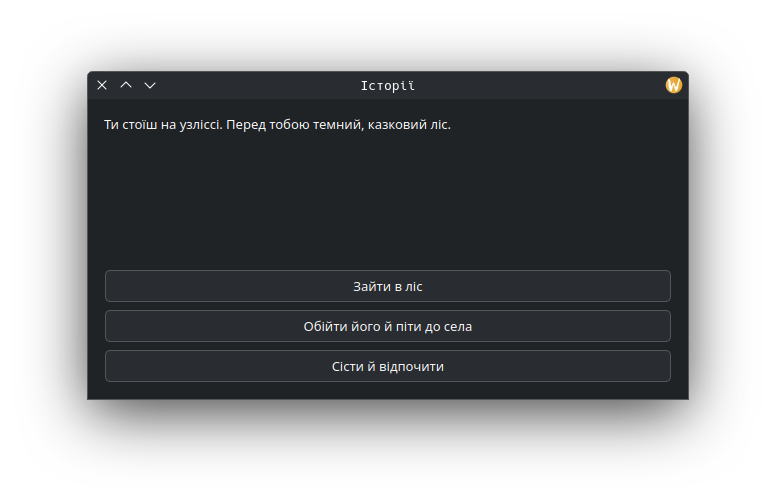 Історії
Ти стоїш на узліссі. Перед тобою темний, казковий ліс.
Зайти в ліс
Обійти його й піти до села
Сісти й відпочити